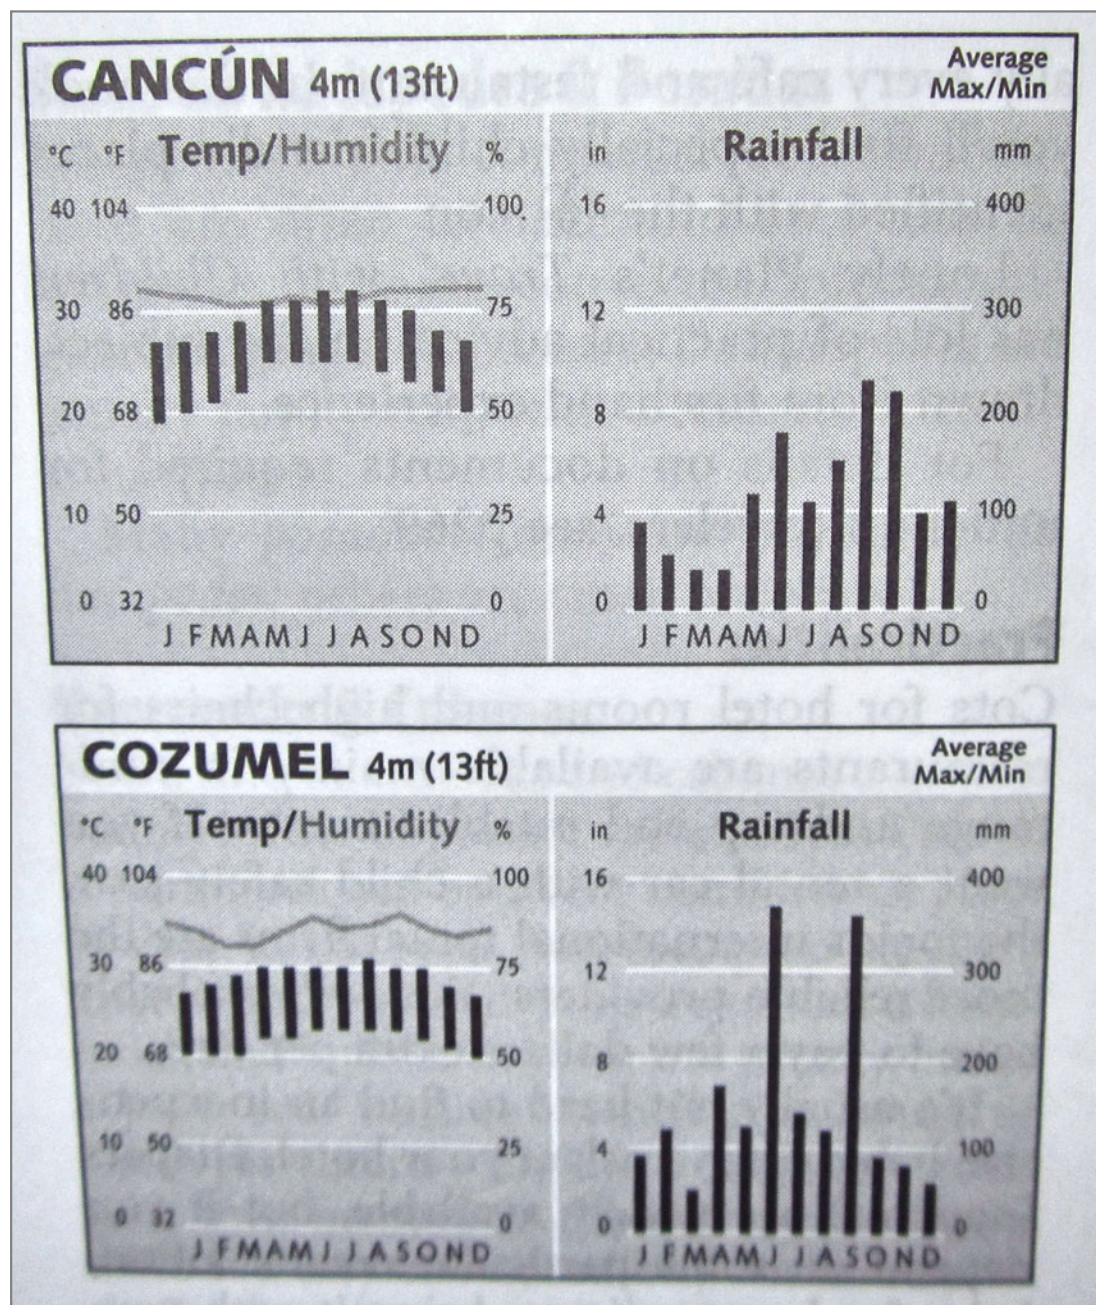 CANCÚN 4m (13ft) Average
Max/Min
°C °F Temp/Humidity % in Rainfall mm
40 104 100 16 400
30 86 75 12 300
20 68 50 8 200
10 50 25 4 100
0 32 0 0 0
J F M A M J J A S O N D J F M A M J J A S O N D
COZUMEL 4m (13ft) Average
Max/Min
°C °F Temp/Humidity % in Rainfall mm
40 104 100 16 400
30 86 75 12 300
20 68 50 8 200
10 50 25 4 100
0 32 0 0 0
J F M A M J J A S O N D J F M A M J J A S O N D